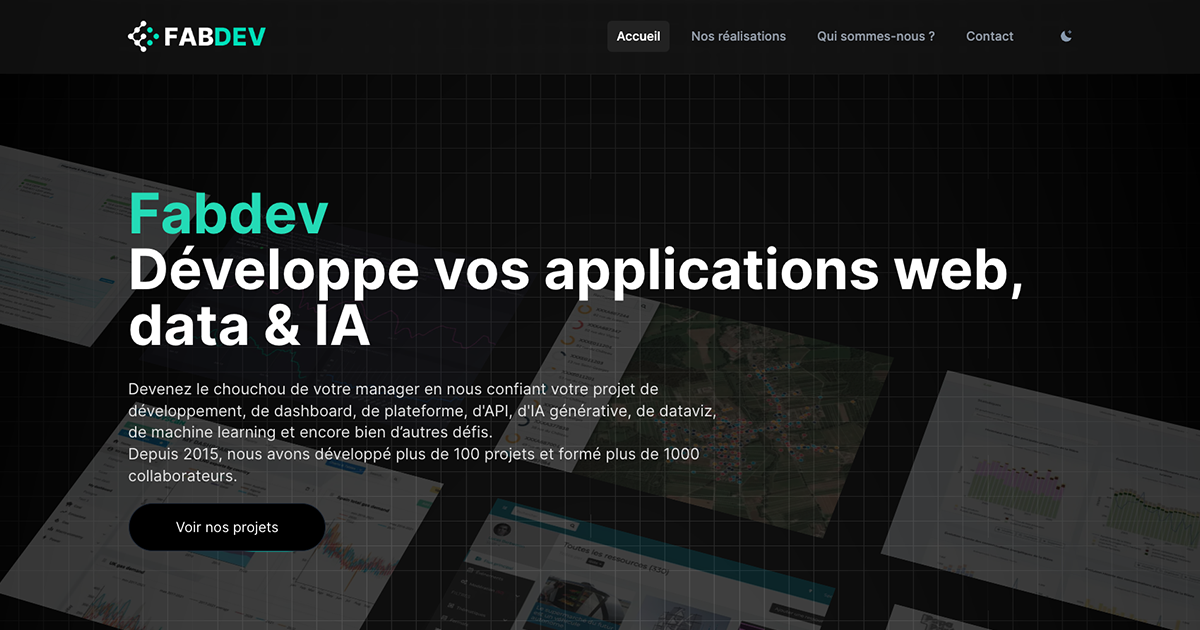 FABDEV
Accueil
Nos réalisations
Qui sommes-nous ?
Contact
Fabdev
Développe vos applications web,
data & IA
Devenez le chouchou de votre manager en nous confiant votre projet de
développement, de dashboard, de plateforme, d'API, d'IA générative, de dataviz,
de machine learning et encore bien d’autres défis.
Depuis 2015, nous avons développé plus de 100 projets et formé plus de 1000
collaborateurs.
Voir nos projets
Toutes les ressources (330)